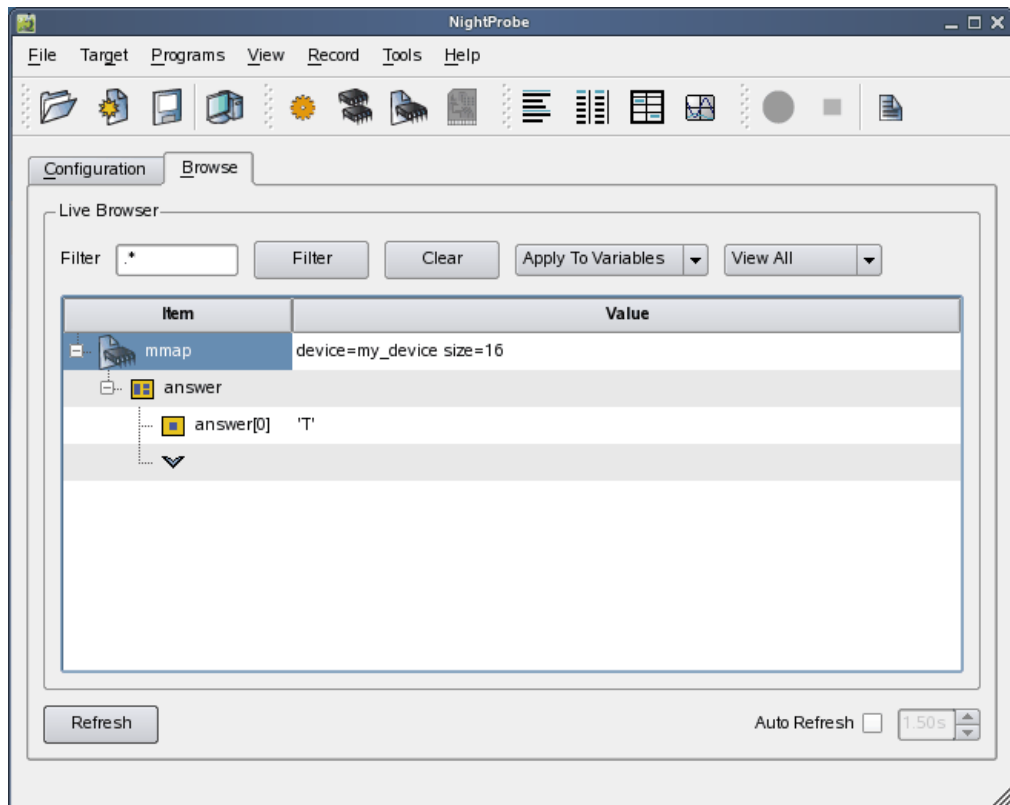 NightProbe
File Target Programs View Record Tools Help
Configuration Browse
Live Browser
Filter .* Filter Clear Apply To Variables View All
Item Value
mmap device=my_device size=16
answer
answer[0] 'T'
Refresh Auto Refresh 1.50s